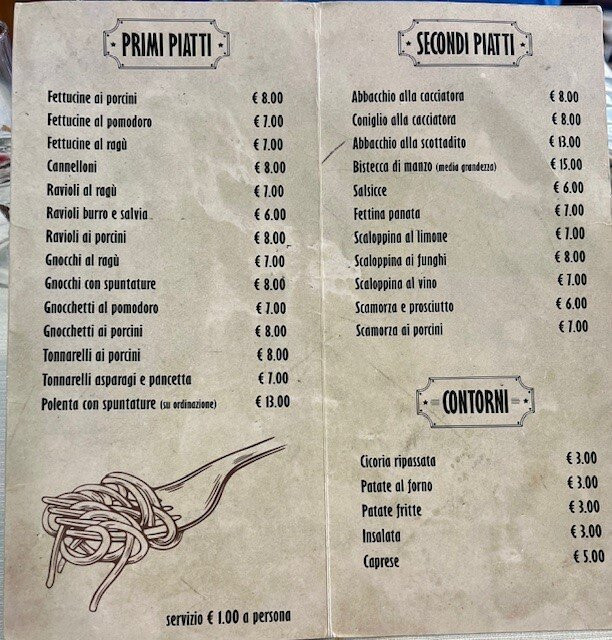 PRIMI PIATTI
Fettucine ai porcini € 8.00
Fettucine al pomodoro € 7.00
Fettucine al ragù € 7.00
Cannelloni € 8.00
Ravioli al ragù € 7.00
Ravioli burro e salvia € 6.00
Ravioli ai porcini € 8.00
Gnocchi al ragù € 7.00
Gnocchi con spuntature € 8.00
Gnocchetti al pomodoro € 7.00
Gnocchetti ai porcini € 8.00
Tonnarelli ai porcini € 8.00
Tonnarelli asparagi e pancetta € 7.00
Polenta con spuntature (su ordinazione) € 13.00
servizio € 1.00 a persona
SECONDI PIATTI
Abbacchio alla cacciatora € 8.00
Coniglio alla cacciatora € 8.00
Abbacchio alla scottadito € 13.00
Bistecca di manzo (media grandezza) € 15.00
Salsicce € 6.00
Fettina panata € 7.00
Scaloppina al limone € 7.00
Scaloppina ai funghi € 8.00
Scaloppina al vino € 7.00
Scamorza e prosciutto € 6.00
Scamorza ai porcini € 7.00
CONTORNI
Cicoria ripassata € 3.00
Patate al forno € 3.00
Patate fritte € 3.00
Insalata € 3.00
Caprese € 5.00